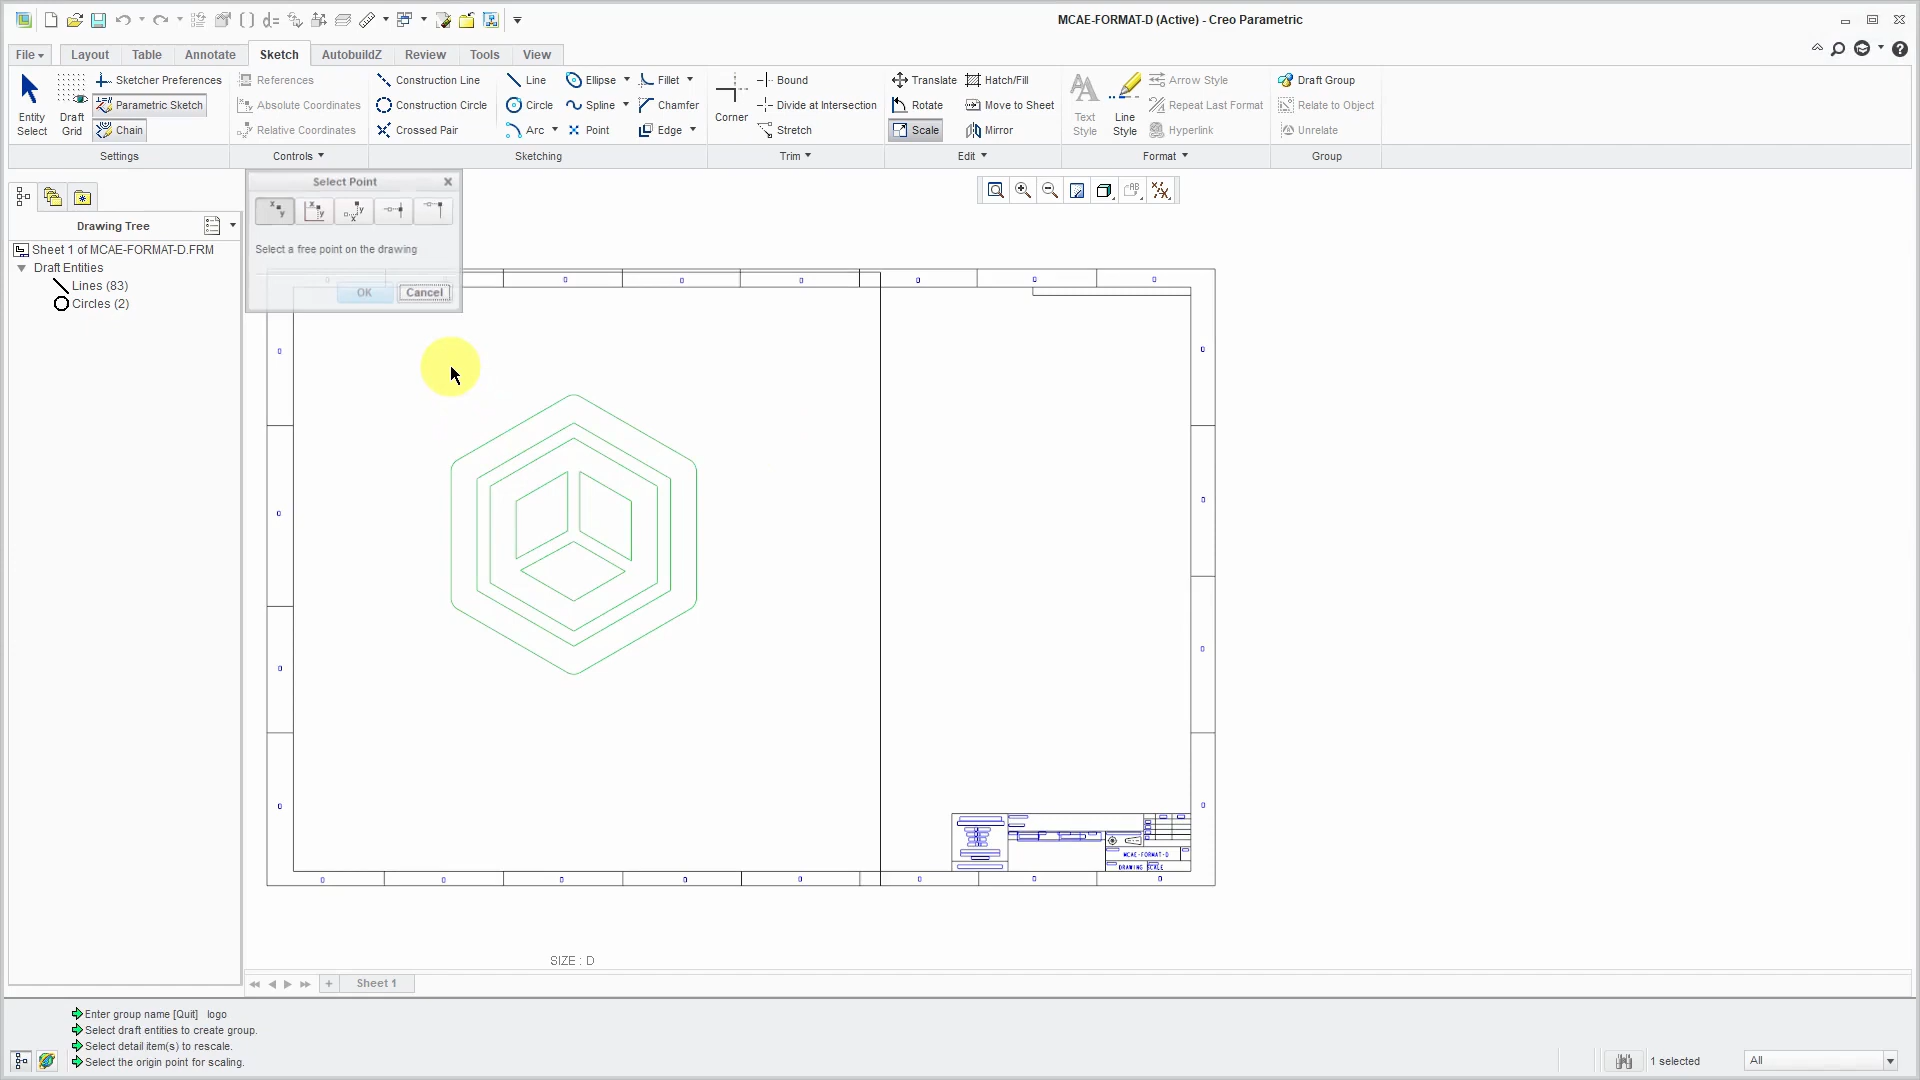 MCAE-FORMAT-D (Active) - Creo Parametric
File
Layout
Table
Annotate
Sketch
AutobuildZ
Review
Tools
View
Entity Select
Draft Grid
Sketcher Preferences
Parametric Sketch
Chain
Settings
References
Absolute Coordinates
Relative Coordinates
Controls
Construction Line
Construction Circle
Crossed Pair
Line
Circle
Arc
Ellipse
Spline
Point
Fillet
Chamfer
Edge
Sketching
Corner
Bound
Divide at Intersection
Stretch
Trim
Translate
Rotate
Scale
Hatch/Fill
Move to Sheet
Mirror
Edit
Text Style
Line Style
Arrow Style
Repeat Last Format
Hyperlink
Format
Draft Group
Relate to Object
Unrelate
Group
Drawing Tree
Sheet 1 of MCAE-FORMAT-D.FRM
Draft Entities
Lines (83)
Circles (2)
Select Point
Select a free point on the drawing
OK
Cancel
MCAE-FORMAT-D
DRAWING SCALE
SIZE : D
Sheet 1
Enter group name [Quit] logo
Select draft entities to create group.
Select detail item(s) to rescale.
Select the origin point for scaling.
1 selected
All